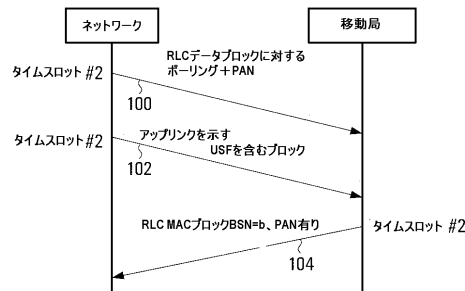 ネットワーク
移動局
RLCデータブロックに対する
ポーリング+PAN
タイムスロット #2
100
タイムスロット #2
アップリンクを示す
USFを含むブロック
102
RLC MACブロックBSN=b、PAN有り
タイムスロット #2
104